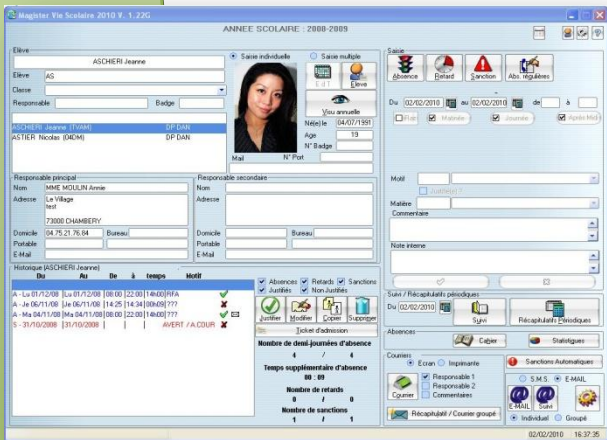 Magister Vie Scolaire 2010 V. 1.22G
ANNEE SCOLAIRE : 2008-2009
Elève
ASCHIERI Jeanne
Elève AS
Classe
Responsable Badge
ASCHIERI Jeanne (TVAM) DP DAN
ASTIER Nicolas (04DM) DP DAN
Saisie individuelle Saisie multiple
E d T Elève
Vue annuelle
Né(e) le 04/07/1991
Age 19
N° Badge
Mail N° Port
Responsable principal
Nom MME MOULIN Annie
Adresse Le Village
test
73000 CHAMBERY
Domicile 04.75.21.76.84 Bureau
Portable
E-Mail
Responsable secondaire
Nom
Adresse
Domicile Bureau
Portable
E-Mail
Historique (ASCHIERI Jeanne)
Du Au De à temps Motif
A - Lu 01/12/08 Lu 01/12/08 08:00 22:00 14h00 RFA
A - Je 06/11/08 Je 06/11/08 14:25 14:34 00h09 ???
A - Ma 04/11/08 Ma 04/11/08 08:00 22:00 14h00 ???
S - 31/10/2008 31/10/2008 AVERT / A.COUR
Absences Retards Sanctions
Justifiés Non Justifiés
Justifier Modifier Copier Supprimer
Ticket d'admission
Nombre de demi-journées d'absence
4 / 4
Temps supplémentaire d'absence
00 : 09
Nombre de retards
0 / 0
Nombre de sanctions
1 / 1
Saisie
Absence Retard Sanction Abs. régulières
Du 02/02/2010 au 02/02/2010 de à
Matinée Journée Après Midi
Motif
Justifié(e) ?
Matière
Commentaire
Note interne
Suivi / Récapitulatifs périodiques
Du 02/02/2010
Suivi Récapitulatifs Périodiques
Absences
Cahier Statistiques
Courriers
Ecran Imprimante
Courrier
Responsable 1
Responsable 2
Commentaires
Récapitulatif / Courrier groupé
Sanctions Automatiques
S.M.S. E-MAIL
E-MAIL Suivi
Individuel Groupé
02/02/2010 16:37:35